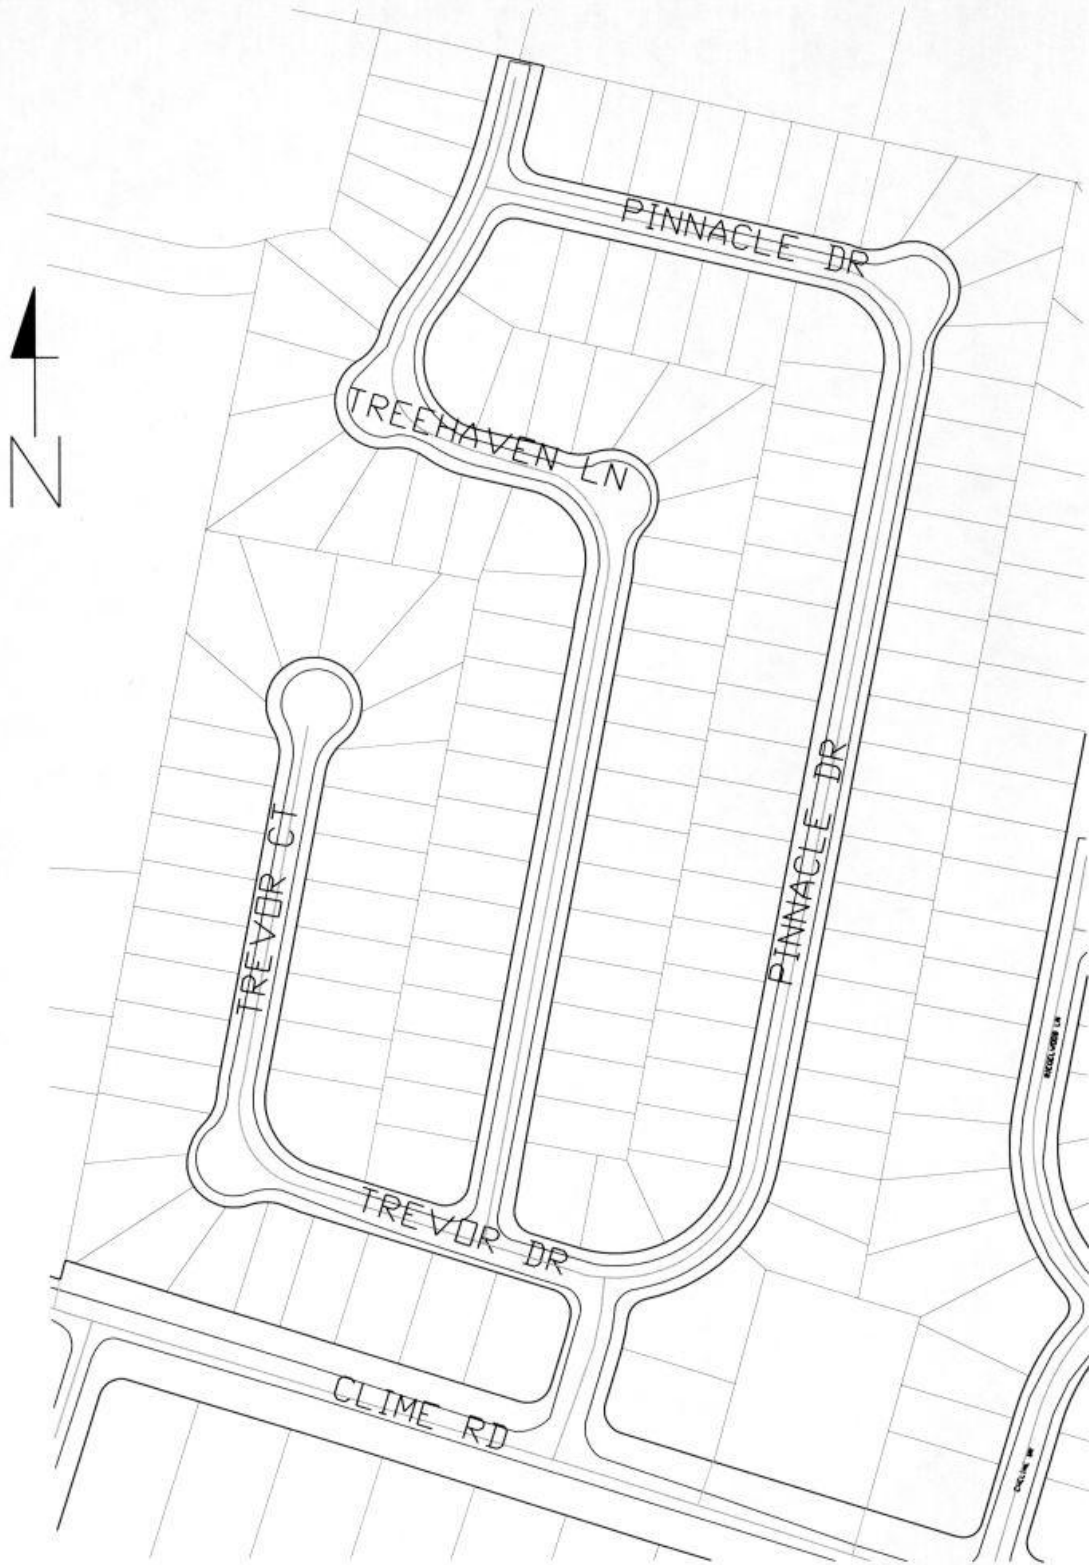 PINNACLE DR
TREEHAVEN LN
N
PINNACLE DR
TREVOR CT
TREVOR DR
CLIME RD